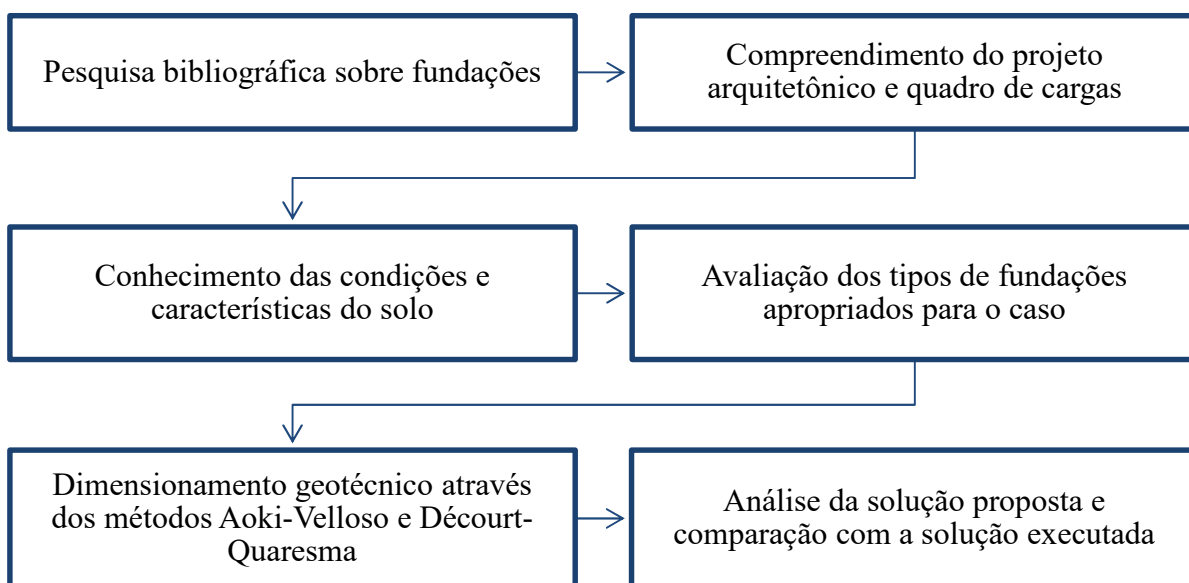 Pesquisa bibliográfica sobre fundações
Compreendimento do projeto
arquitetônico e quadro de cargas
Conhecimento das condições e
características do solo
Avaliação dos tipos de fundações
apropriados para o caso
Dimensionamento geotécnico através
dos métodos Aoki-Velloso e Décourt-
Quaresma
Análise da solução proposta e
comparação com a solução executada